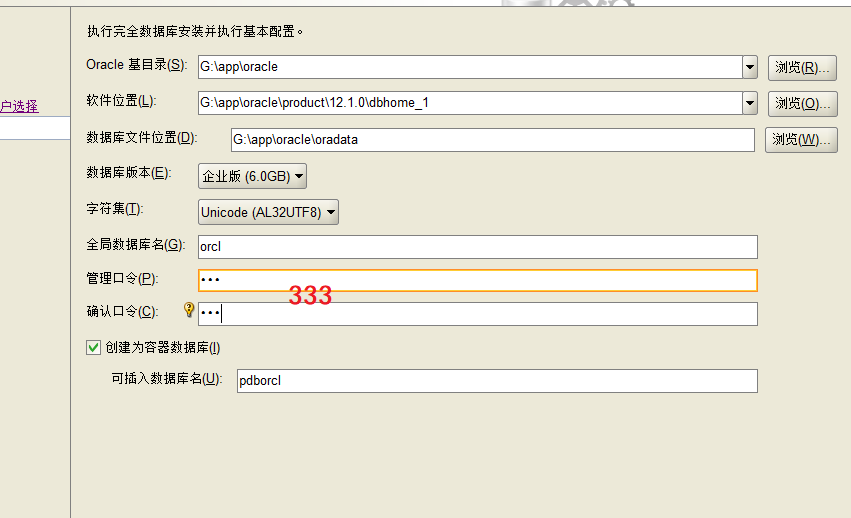 执行完全数据库安装并执行基本配置。
Oracle 基目录(S): G:\app\oracle 浏览(R)...
户选择
软件位置(L): G:\app\oracle\product\12.1.0\dbhome_1 浏览(O)...
数据库文件位置(D): G:\app\oracle\oradata 浏览(W)...
数据库版本(E): 企业版 (6.0GB)
字符集(T): Unicode (AL32UTF8)
全局数据库名(G): orcl
管理口令(P): •••
333
确认口令(C): •••
创建为容器数据库(I)
可插入数据库名(U): pdborcl